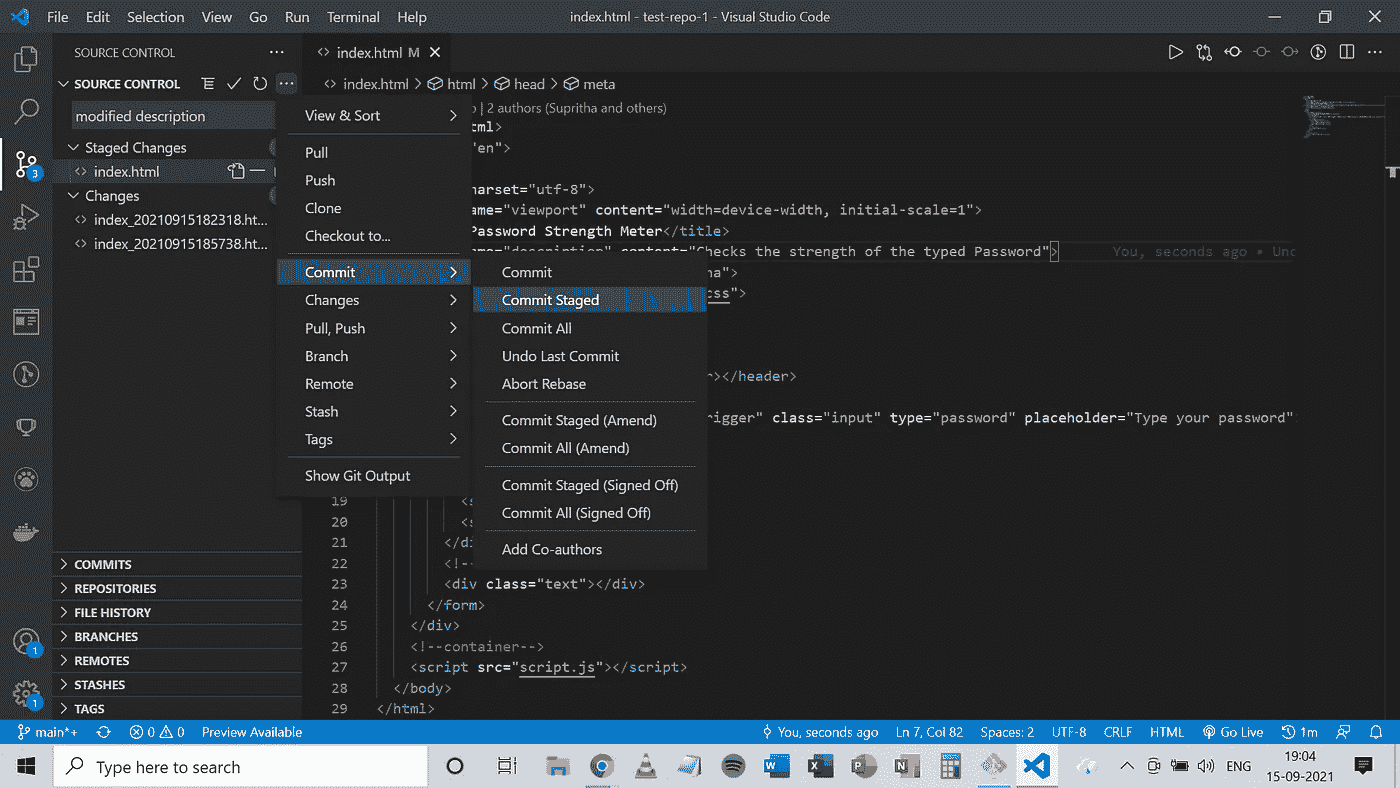 File Edit Selection View Go Run Terminal Help index.html - test-repo-1 - Visual Studio Code
SOURCE CONTROL
index.html M
SOURCE CONTROL
index.html > html > head > meta
modified description
2 authors (Supritha and others)
Staged Changes
index.html
Changes
index_20210915182318.ht...
index_20210915185738.ht...
COMMITS
REPOSITORIES
FILE HISTORY
BRANCHES
REMOTES
STASHES
TAGS
3
1
1
View & Sort
Pull
Push
Clone
Checkout to...
Commit
Changes
Pull, Push
Branch
Remote
Stash
Tags
Show Git Output
Commit
Commit Staged
Commit All
Undo Last Commit
Abort Rebase
Commit Staged (Amend)
Commit All (Amend)
Commit Staged (Signed Off)
Commit All (Signed Off)
Add Co-authors
tml>
"en">
harset="utf-8">
ame="viewport" content="width=device-width, initial-scale=1">
Password Strength Meter</title>
ame="description" content="Checks the strength of the typed Password"> You, seconds ago • Unc
ha">
css">
r></header>
rigger" class="input" type="password" placeholder="Type your password"
19 <s
20 <s
21 </di
22 <!--
23 <div class="text"></div>
24 </form>
25 </div>
26 <!--container-->
27 <script src="script.js"></script>
28 </body>
29 </html>
main*+ 0 0 Preview Available You, seconds ago Ln 7, Col 82 Spaces: 2 UTF-8 CRLF HTML Go Live 1m
Type here to search
ENG
19:04
15-09-2021